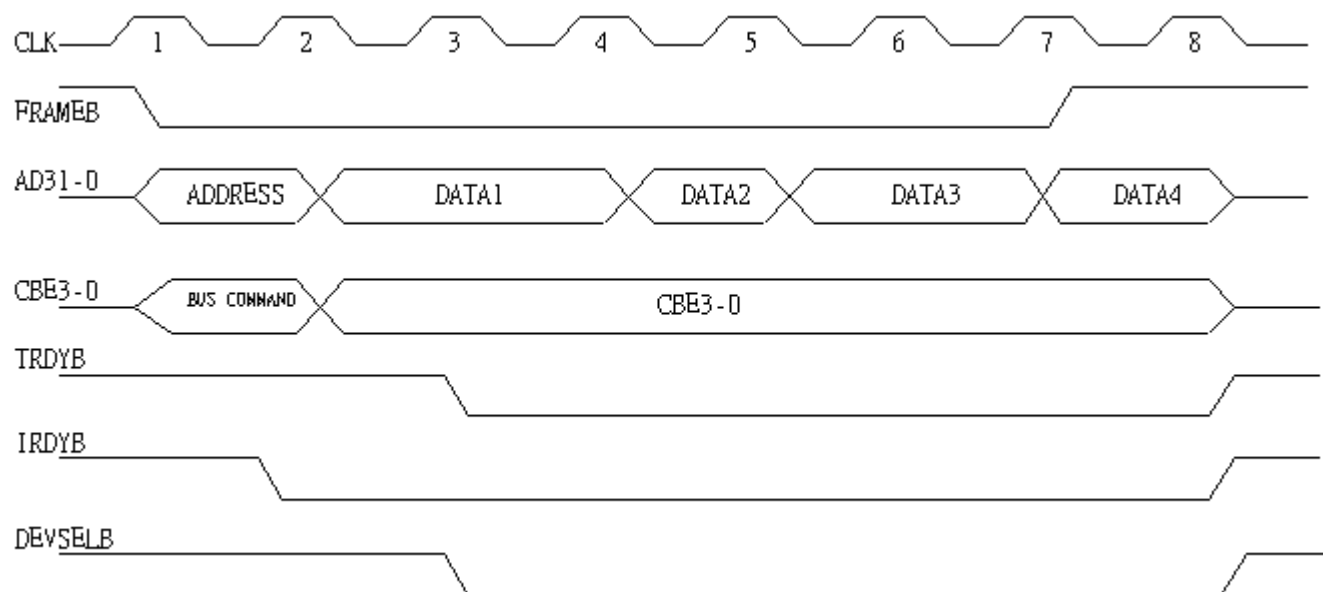 CLK 1 2 3 4 5 6 7 8
FRAMEB
AD31-0 ADDRESS DATA1 DATA2 DATA3 DATA4
CBE3-0 BUS COMMAND CBE3-0
TRDYB
IRDYB
DEVSELB